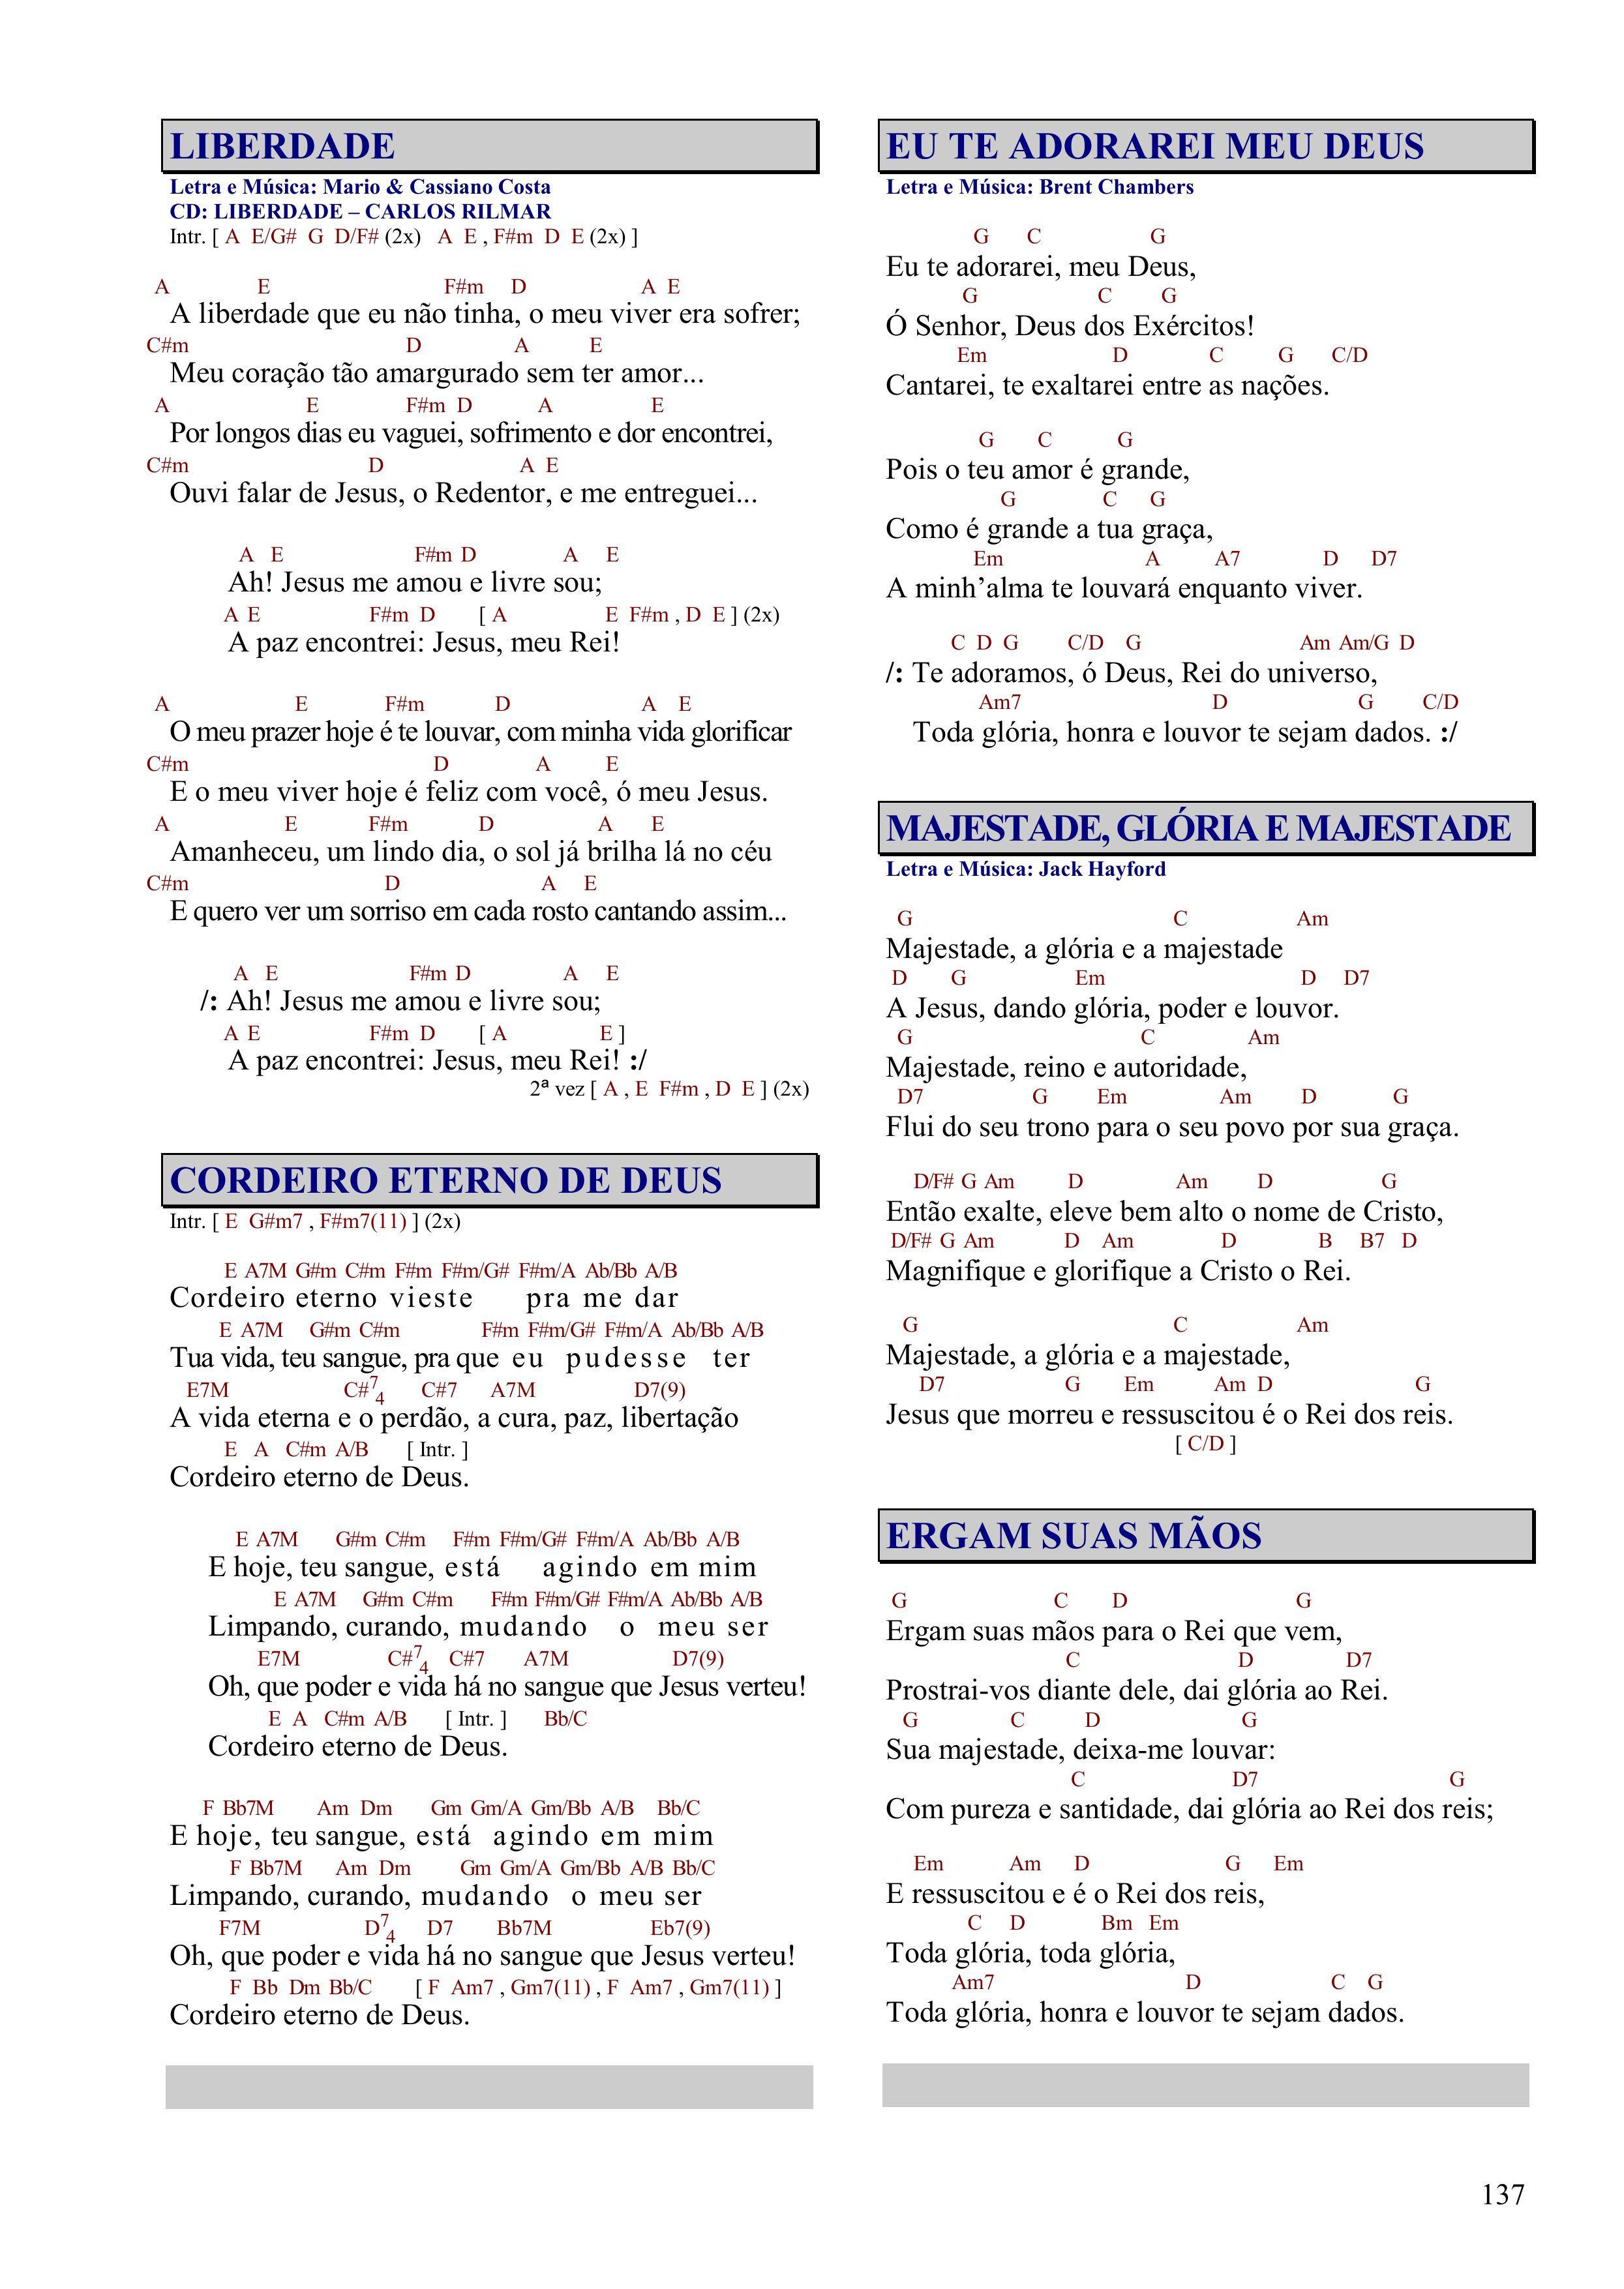 LIBERDADE
Letra e Música: Mario & Cassiano Costa
CD: LIBERDADE – CARLOS RILMAR
Intr. [ A E/G# G D/F# (2x) A E , F#m D E (2x) ]
A E F#m D A E
A liberdade que eu não tinha, o meu viver era sofrer;
C#m D A E
Meu coração tão amargurado sem ter amor...
A E F#m D A E
Por longos dias eu vaguei, sofrimento e dor encontrei,
C#m D A E
Ouvi falar de Jesus, o Redentor, e me entreguei...
A E F#m D A E
Ah! Jesus me amou e livre sou;
A E F#m D [ A E F#m , D E ] (2x)
A paz encontrei: Jesus, meu Rei!
A E F#m D A E
O meu prazer hoje é te louvar, com minha vida glorificar
C#m D A E
E o meu viver hoje é feliz com você, ó meu Jesus.
A E F#m D A E
Amanheceu, um lindo dia, o sol já brilha lá no céu
C#m D A E
E quero ver um sorriso em cada rosto cantando assim...
A E F#m D A E
/: Ah! Jesus me amou e livre sou;
A E F#m D [ A E ]
A paz encontrei: Jesus, meu Rei! :/
2ª vez [ A , E F#m , D E ] (2x)
CORDEIRO ETERNO DE DEUS
Intr. [ E G#m7 , F#m7(11) ] (2x)
E A7M G#m C#m F#m F#m/G# F#m/A Ab/Bb A/B
Cordeiro eterno vieste pra me dar
E A7M G#m C#m F#m F#m/G# F#m/A Ab/Bb A/B
Tua vida, teu sangue, pra que eu pudesse ter
E7M C#7 4 C#7 A7M D7(9)
A vida eterna e o perdão, a cura, paz, libertação
E A C#m A/B [ Intr. ]
Cordeiro eterno de Deus.
E A7M G#m C#m F#m F#m/G# F#m/A Ab/Bb A/B
E hoje, teu sangue, está agindo em mim
E A7M G#m C#m F#m F#m/G# F#m/A Ab/Bb A/B
Limpando, curando, mudando o meu ser
E7M C#7 4 C#7 A7M D7(9)
Oh, que poder e vida há no sangue que Jesus verteu!
E A C#m A/B [ Intr. ] Bb/C
Cordeiro eterno de Deus.
F Bb7M Am Dm Gm Gm/A Gm/Bb A/B Bb/C
E hoje, teu sangue, está agindo em mim
F Bb7M Am Dm Gm Gm/A Gm/Bb A/B Bb/C
Limpando, curando, mudando o meu ser
F7M D7 4 D7 Bb7M Eb7(9)
Oh, que poder e vida há no sangue que Jesus verteu!
F Bb Dm Bb/C [ F Am7 , Gm7(11) , F Am7 , Gm7(11) ]
Cordeiro eterno de Deus.
EU TE ADORAREI MEU DEUS
Letra e Música: Brent Chambers
G C G
Eu te adorarei, meu Deus,
G C G
Ó Senhor, Deus dos Exércitos!
Em D C G C/D
Cantarei, te exaltarei entre as nações.
G C G
Pois o teu amor é grande,
G C G
Como é grande a tua graça,
Em A A7 D D7
A minh’alma te louvará enquanto viver.
C D G C/D G Am Am/G D
/: Te adoramos, ó Deus, Rei do universo,
Am7 D G C/D
Toda glória, honra e louvor te sejam dados. :/
MAJESTADE, GLÓRIA E MAJESTADE
Letra e Música: Jack Hayford
G C Am
Majestade, a glória e a majestade
D G Em D D7
A Jesus, dando glória, poder e louvor.
G C Am
Majestade, reino e autoridade,
D7 G Em Am D G
Flui do seu trono para o seu povo por sua graça.
D/F# G Am D Am D G
Então exalte, eleve bem alto o nome de Cristo,
D/F# G Am D Am D B B7 D
Magnifique e glorifique a Cristo o Rei.
G C Am
Majestade, a glória e a majestade,
D7 G Em Am D G
Jesus que morreu e ressuscitou é o Rei dos reis.
[ C/D ]
ERGAM SUAS MÃOS
G C D G
Ergam suas mãos para o Rei que vem,
C D D7
Prostrai-vos diante dele, dai glória ao Rei.
G C D G
Sua majestade, deixa-me louvar:
C D7 G
Com pureza e santidade, dai glória ao Rei dos reis;
Em Am D G Em
E ressuscitou e é o Rei dos reis,
C D Bm Em
Toda glória, toda glória,
Am7 D C G
Toda glória, honra e louvor te sejam dados.
137